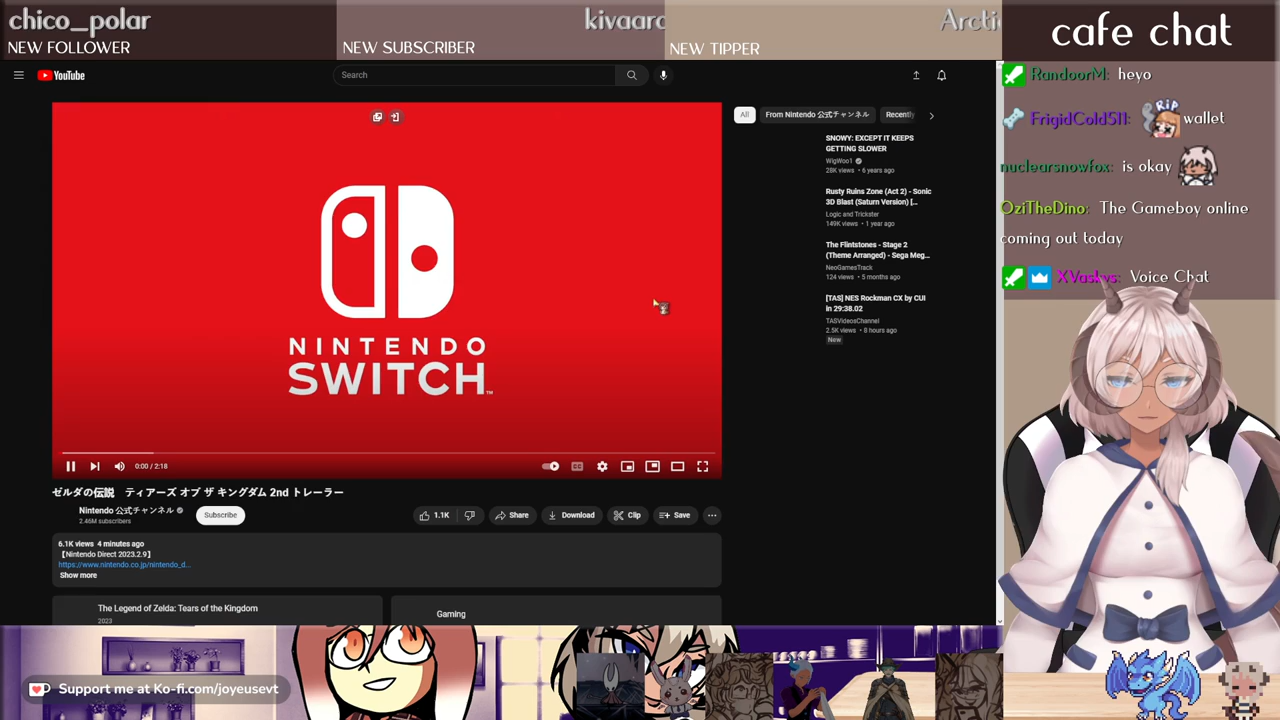 chico_polar
NEW FOLLOWER
kivaard
NEW SUBSCRIBER
Arctic
NEW TIPPER
cafe chat
YouTube
Search
NINTENDO
SWITCH™
0:00 / 2:18
ゼルダの伝説　ティアーズ オブ ザ キングダム 2nd トレーラー
Nintendo 公式チャンネル
2.46M subscribers
Subscribe
1.1K
Share
Download
Clip
Save
6.1K views 4 minutes ago
【Nintendo Direct 2023.2.9】
https://www.nintendo.co.jp/nintendo_d...
Show more
The Legend of Zelda: Tears of the Kingdom
2023
Gaming
All
From Nintendo 公式チャンネル
Recently
SNOWY: EXCEPT IT KEEPS
GETTING SLOWER
WigWoo1
28K views • 6 years ago
Rusty Ruins Zone (Act 2) - Sonic
3D Blast (Saturn Version) [...
Logic and Trickster
149K views • 1 year ago
The Flintstones - Stage 2
(Theme Arranged) - Sega Meg...
NeoGamesTrack
124 views • 5 months ago
[TAS] NES Rockman CX by CUI
in 29:38.02
TASVideosChannel
2.5K views • 8 hours ago
New
RandoorM: heyo
FrigidCold511: RIP wallet
nuclearsnowfox: is okay
OziTheDino: The Gameboy online
coming out today
XVaskys: Voice Chat
Support me at Ko-fi.com/joyeusevt